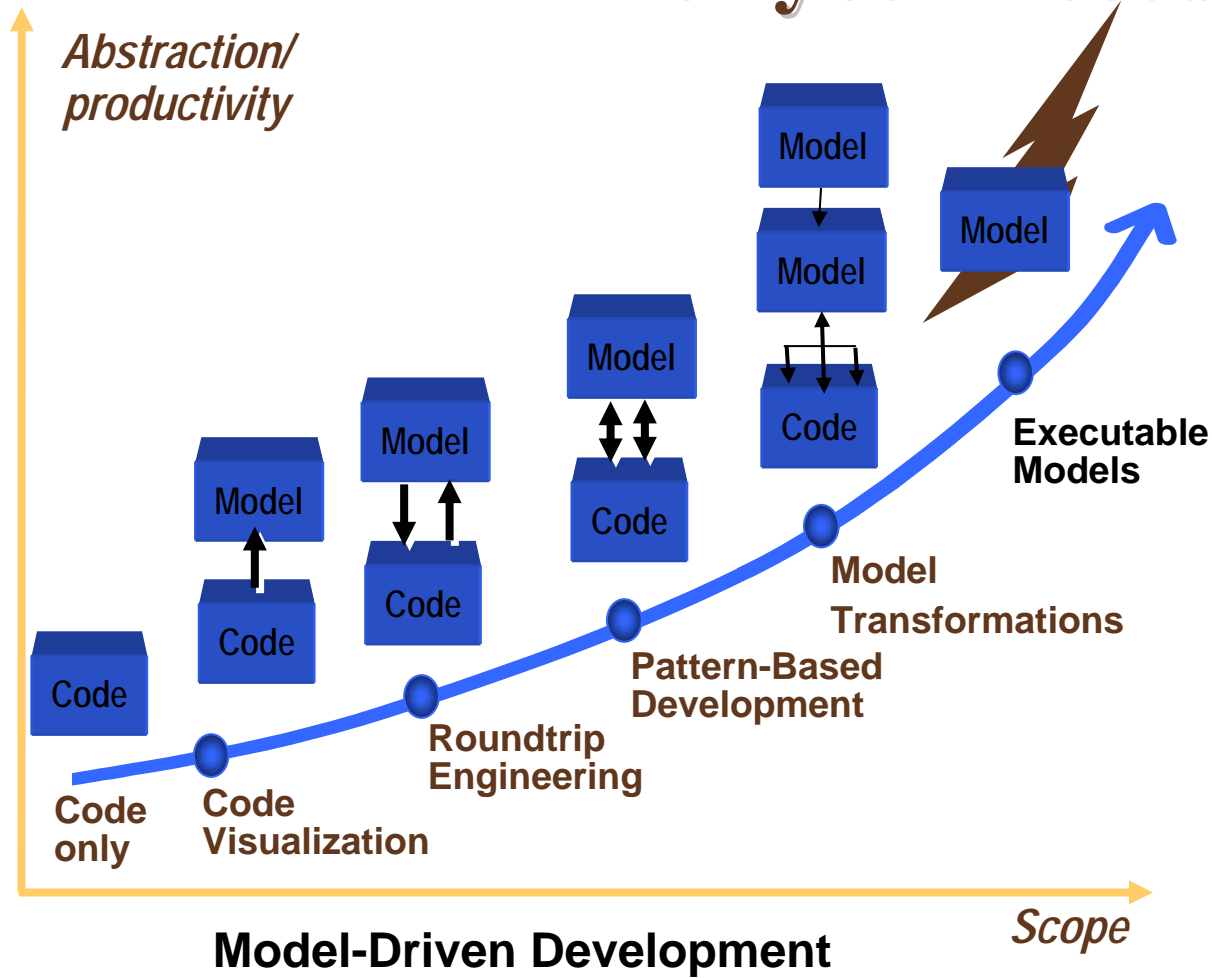 Abstraction/
productivity
Model
Model
Code
Model
Model
Code
Model
Code
Model
Code
Code
Executable
Models
Model
Transformations
Pattern-Based
Development
Roundtrip
Engineering
Code
Visualization
Code
only
Scope
Model-Driven Development